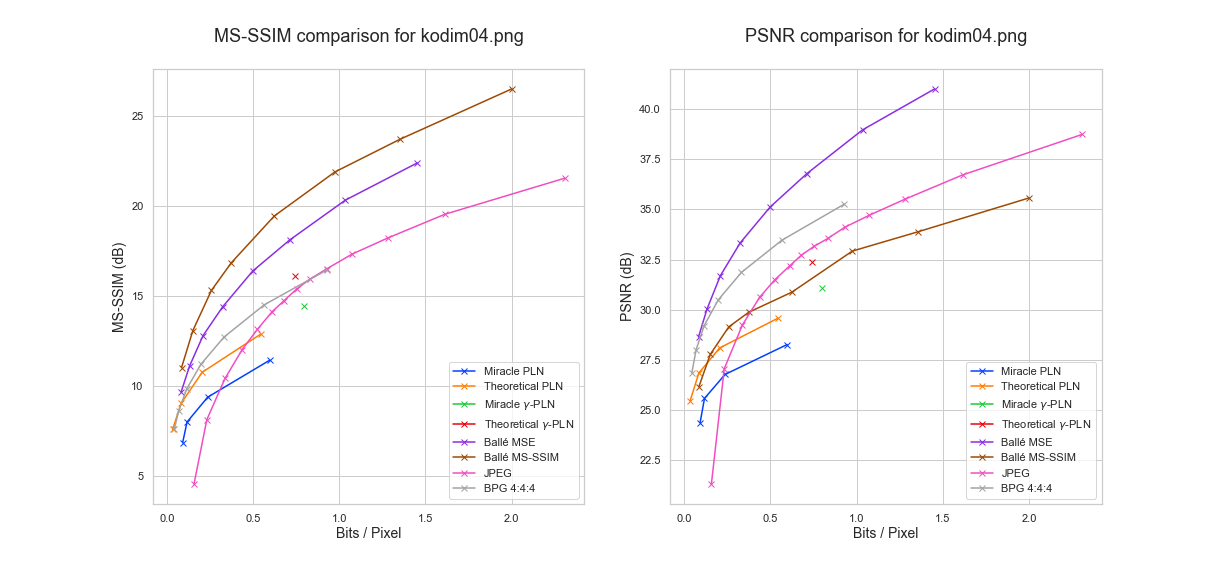 MS-SSIM comparison for kodim04.png
MS-SSIM (dB)
25
20
15
10
5
0.0 0.5 1.0 1.5 2.0
Bits / Pixel
Miracle PLN
Theoretical PLN
Miracle γ-PLN
Theoretical γ-PLN
Ballé MSE
Ballé MS-SSIM
JPEG
BPG 4:4:4
PSNR comparison for kodim04.png
PSNR (dB)
40.0
37.5
35.0
32.5
30.0
27.5
25.0
22.5
0.0 0.5 1.0 1.5 2.0
Bits / Pixel
Miracle PLN
Theoretical PLN
Miracle γ-PLN
Theoretical γ-PLN
Ballé MSE
Ballé MS-SSIM
JPEG
BPG 4:4:4